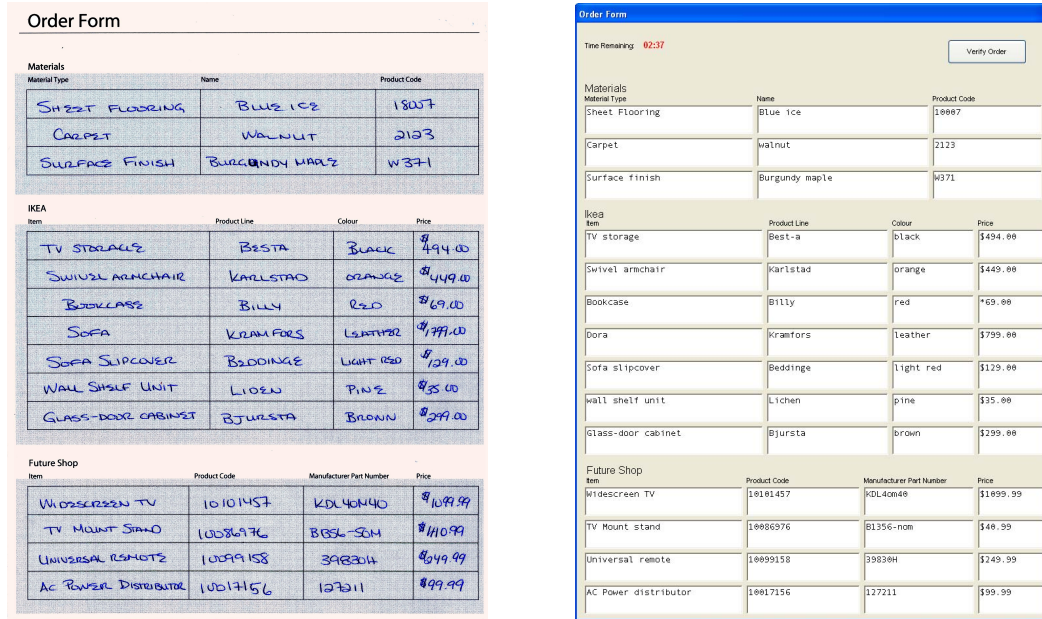 Order Form
Materials
Material Type Name Product Code
SHEET FLOORING BLUE ICE 18007
CARPET WALNUT 2123
SURFACE FINISH BURGUNDY MAPLE W371
IKEA
Item Product Line Colour Price
TV STORAGE BESTA BLACK $494.00
SWIVEL ARMCHAIR KARLSTAD ORANGE $449.00
BOOKCASE BILLY RED $69.00
SOFA KRAMFORS LEATHER $799.00
SOFA SLIPCOVER BEDDINGE LIGHT RED $129.00
WALL SHELF UNIT LIDEN PINE $35.00
GLASS-DOOR CABINET BJURSTA BROWN $299.00
Future Shop
Item Product Code Manufacturer Part Number Price
WIDESCREEN TV 10101457 KDL40M40 $1099.99
TV MOUNT STAND 10086976 $140.99
UNIVERSAL REMOTE 10099158 39830H $249.99
AC POWER DISTRIBUTOR 10017156 127211 $99.99
Order Form
Time Remaining: 02:37
Verify Order
Materials
Material Type Name Product Code
Sheet Flooring Blue ice 10007
Carpet walnut 2123
Surface finish Burgundy maple W371
Ikea
Item Product Line Colour Price
TV storage Best-a black $494.00
Swivel armchair Karlstad orange $449.00
Bookcase Billy red *69.00
Dora Kramfors leather $799.00
Sofa slipcover Beddinge light red $129.00
wall shelf unit Lichen pine $35.00
Glass-door cabinet Bjursta brown $299.00
Future Shop
Item Product Code Manufacturer Part Number Price
Widescreen TV 10101457 KDL4om40 $1099.99
TV Mount stand 10086976 B1356-nom $40.99
Universal remote 10099158 39830H $249.99
AC Power distributor 10017156 127211 $99.99